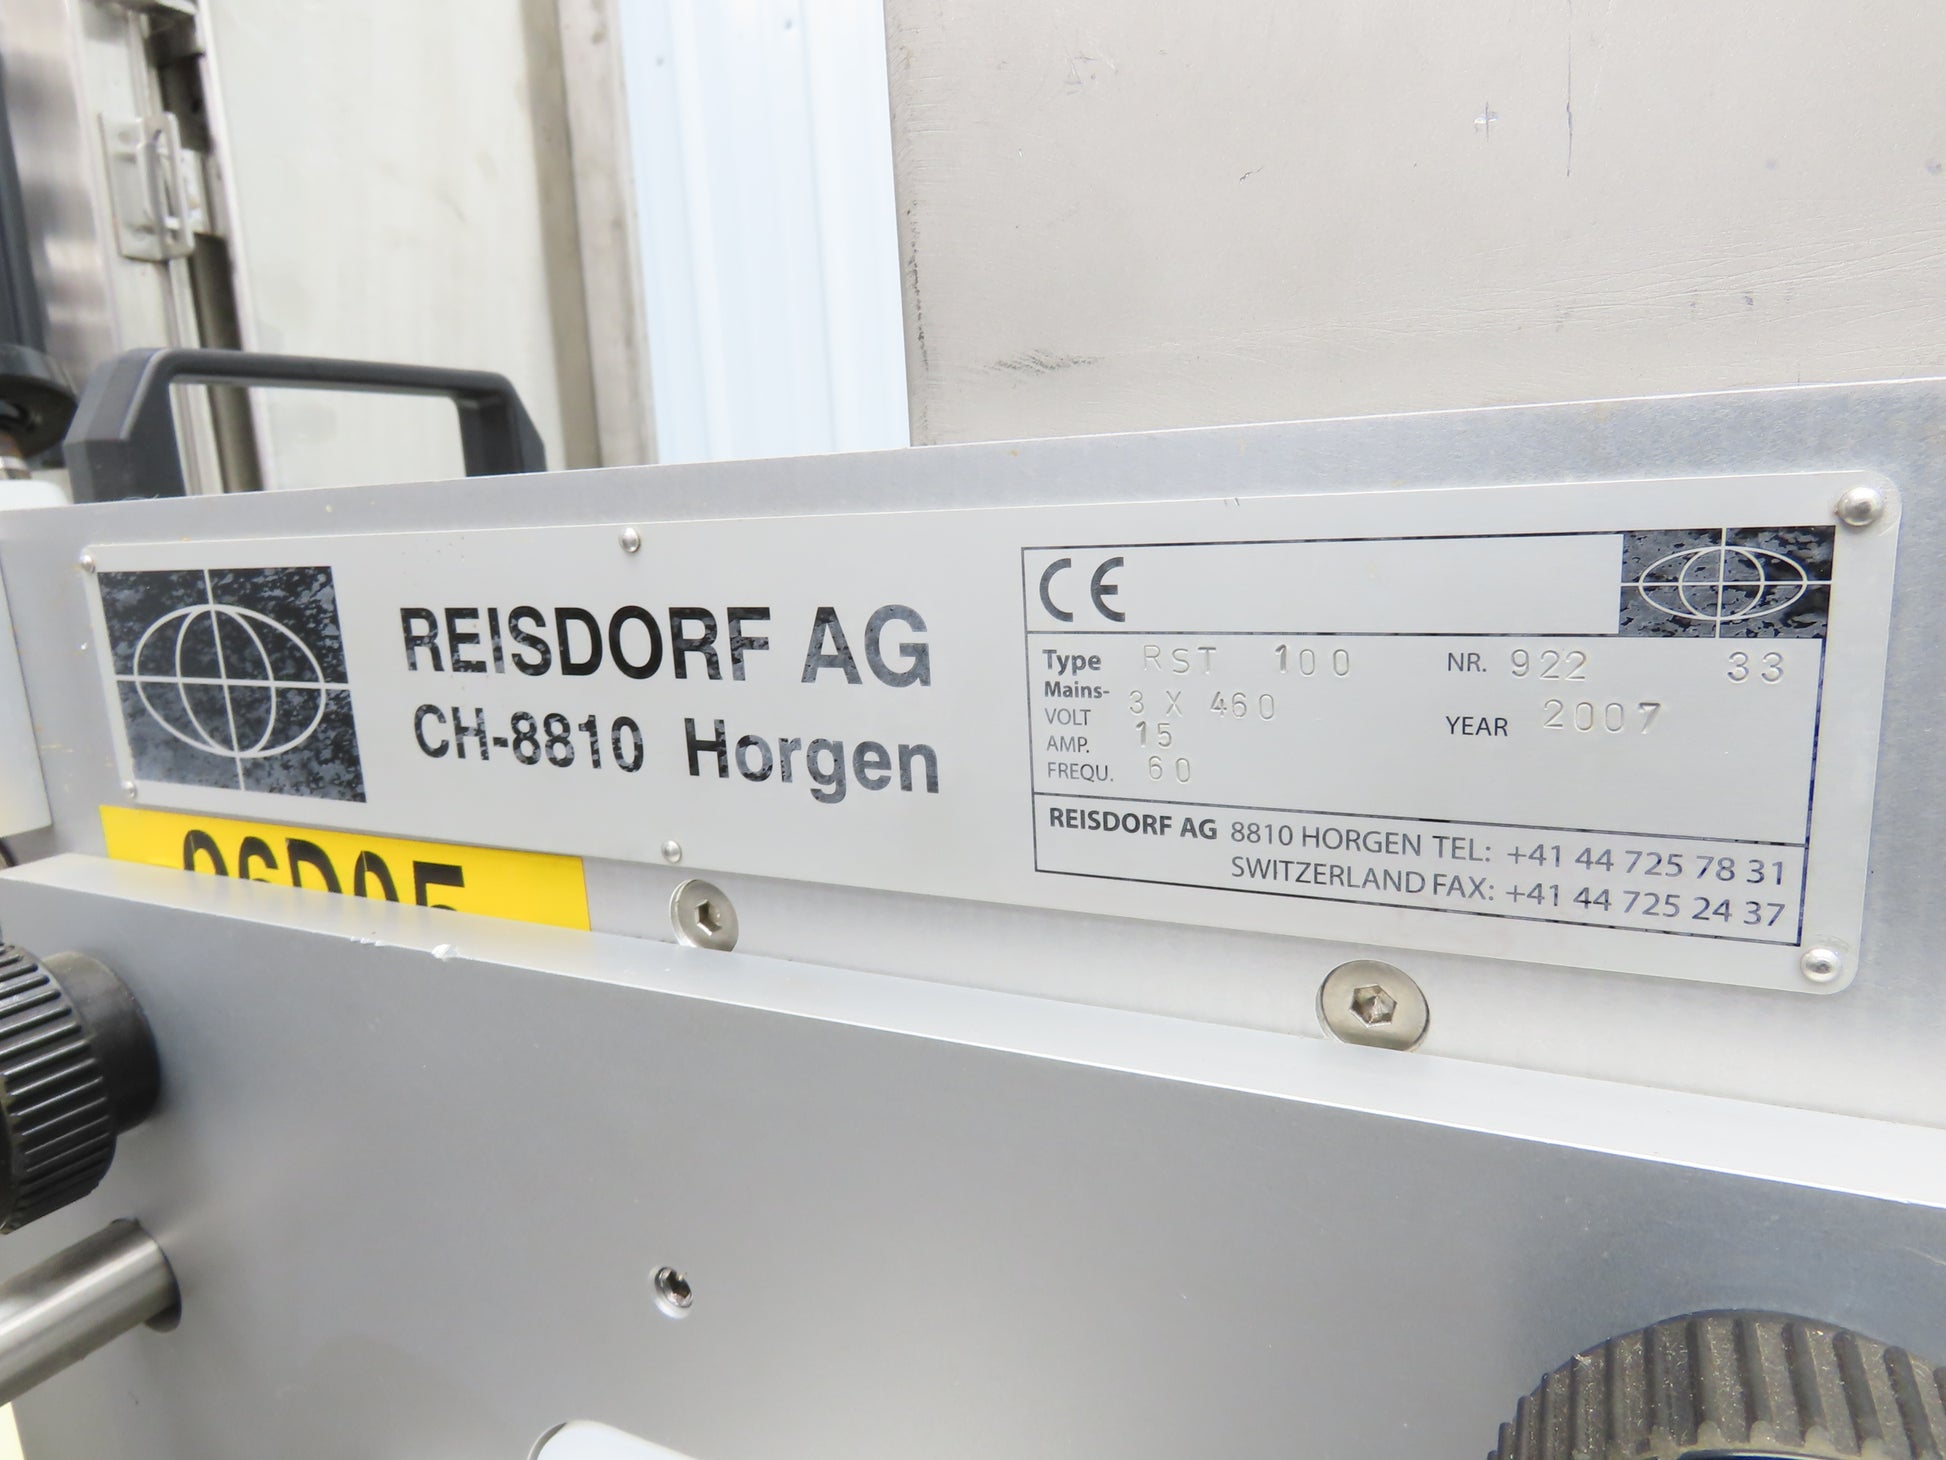 REISDORF AG
CH-8810 Horgen
CE
Type RST 100 NR. 922 33
Mains-
VOLT 3 X 460 YEAR 2007
AMP. 15
FREQU. 60
REISDORF AG 8810 HORGEN TEL: +41 44 725 78 31
SWITZERLAND FAX: +41 44 725 24 37